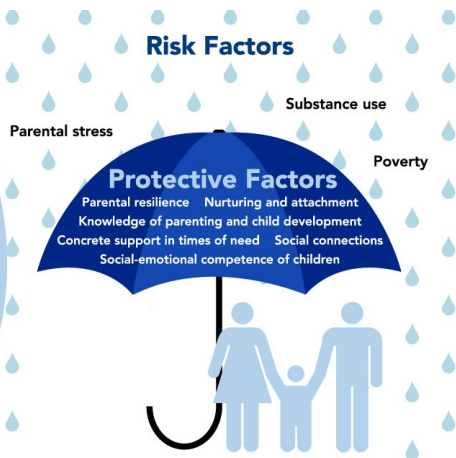 Risk Factors
Substance use
Parental stress
Poverty
Protective Factors
Parental resilience Nurturing and attachment
Knowledge of parenting and child development
Concrete support in times of need Social connections
Social-emotional competence of children